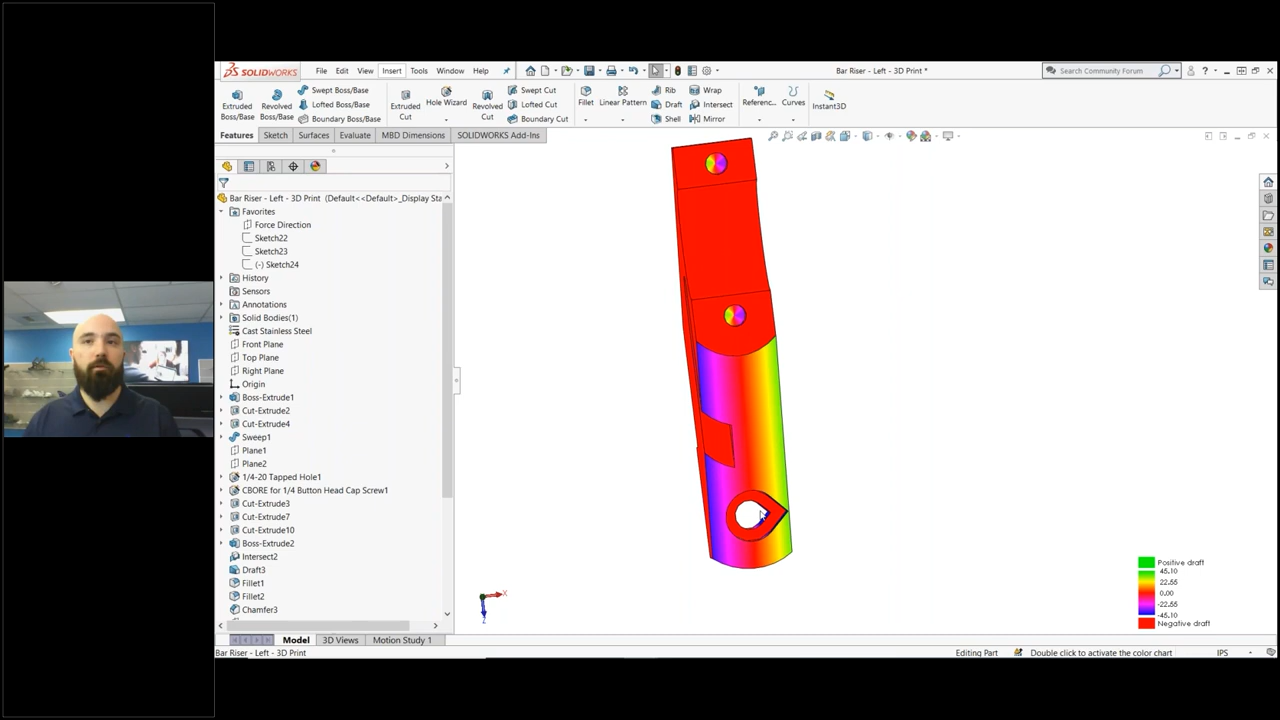 SOLIDWORKS File Edit View Insert Tools Window Help Bar Riser - Left - 3D Print * Search Community Forum ?
Extruded Boss/Base
Revolved Boss/Base
Swept Boss/Base
Lofted Boss/Base
Boundary Boss/Base
Extruded Cut
Hole Wizard
Revolved Cut
Swept Cut
Lofted Cut
Boundary Cut
Fillet
Linear Pattern
Rib
Draft
Shell
Wrap
Intersect
Mirror
Referenc...
Curves
Instant3D
Features Sketch Surfaces Evaluate MBD Dimensions SOLIDWORKS Add-Ins
Bar Riser - Left - 3D Print (Default<<Default>_Display Sta
Favorites
Force Direction
Sketch22
Sketch23
(-) Sketch24
History
Sensors
Annotations
Solid Bodies(1)
Cast Stainless Steel
Front Plane
Top Plane
Right Plane
Origin
Boss-Extrude1
Cut-Extrude2
Cut-Extrude4
Sweep1
Plane1
Plane2
1/4-20 Tapped Hole1
CBORE for 1/4 Button Head Cap Screw1
Cut-Extrude3
Cut-Extrude7
Cut-Extrude10
Boss-Extrude2
Intersect2
Draft3
Fillet1
Fillet2
Chamfer3
X
Z
Positive draft
45.10
22.55
0.00
-22.55
-45.10
Negative draft
Model 3D Views Motion Study 1
Bar Riser - Left - 3D Print Editing Part Double click to activate the color chart IPS